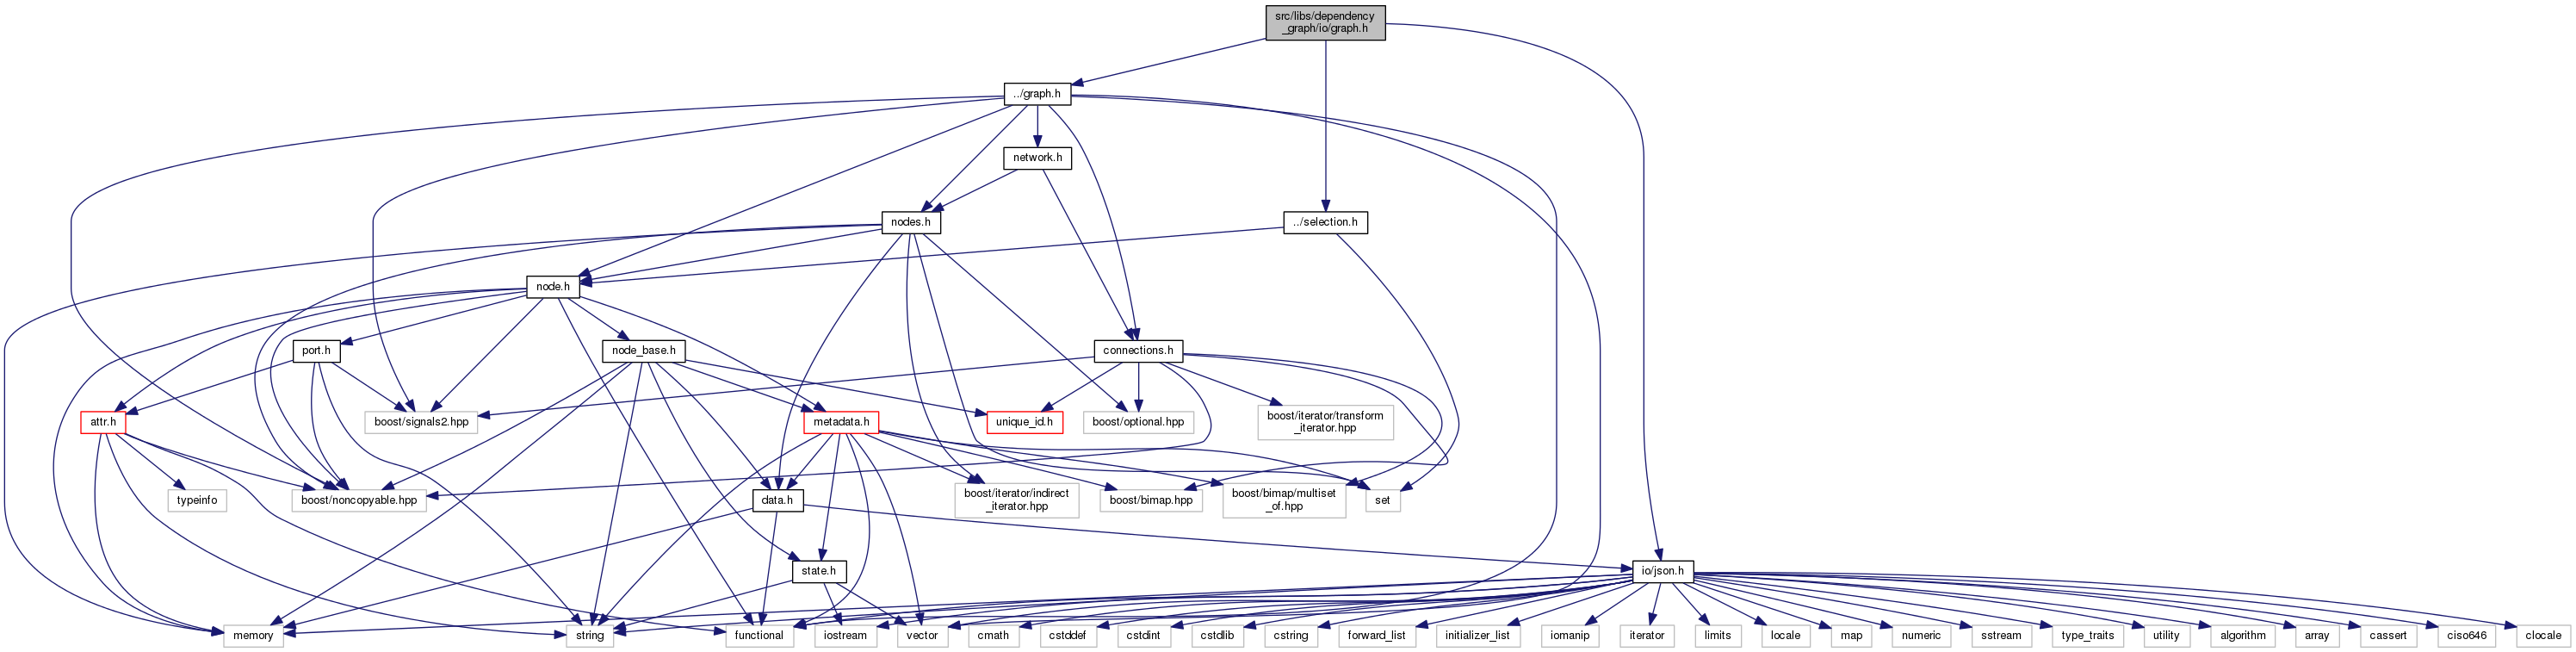 src/libs/dependency
_graph/io/graph.h
../graph.h
network.h
nodes.h
../selection.h
node.h
port.h
node_base.h
connections.h
attr.h
boost/signals2.hpp
metadata.h
unique_id.h
boost/optional.hpp
boost/iterator/transform
_iterator.hpp
typeinfo
boost/noncopyable.hpp
data.h
boost/iterator/indirect
_iterator.hpp
boost/bimap.hpp
boost/bimap/multiset
_of.hpp
set
state.h
io/json.h
memory
string
functional
iostream
vector
cmath
cstddef
cstdint
cstdlib
cstring
forward_list
initializer_list
iomanip
iterator
limits
locale
map
numeric
sstream
type_traits
utility
algorithm
array
cassert
ciso646
clocale